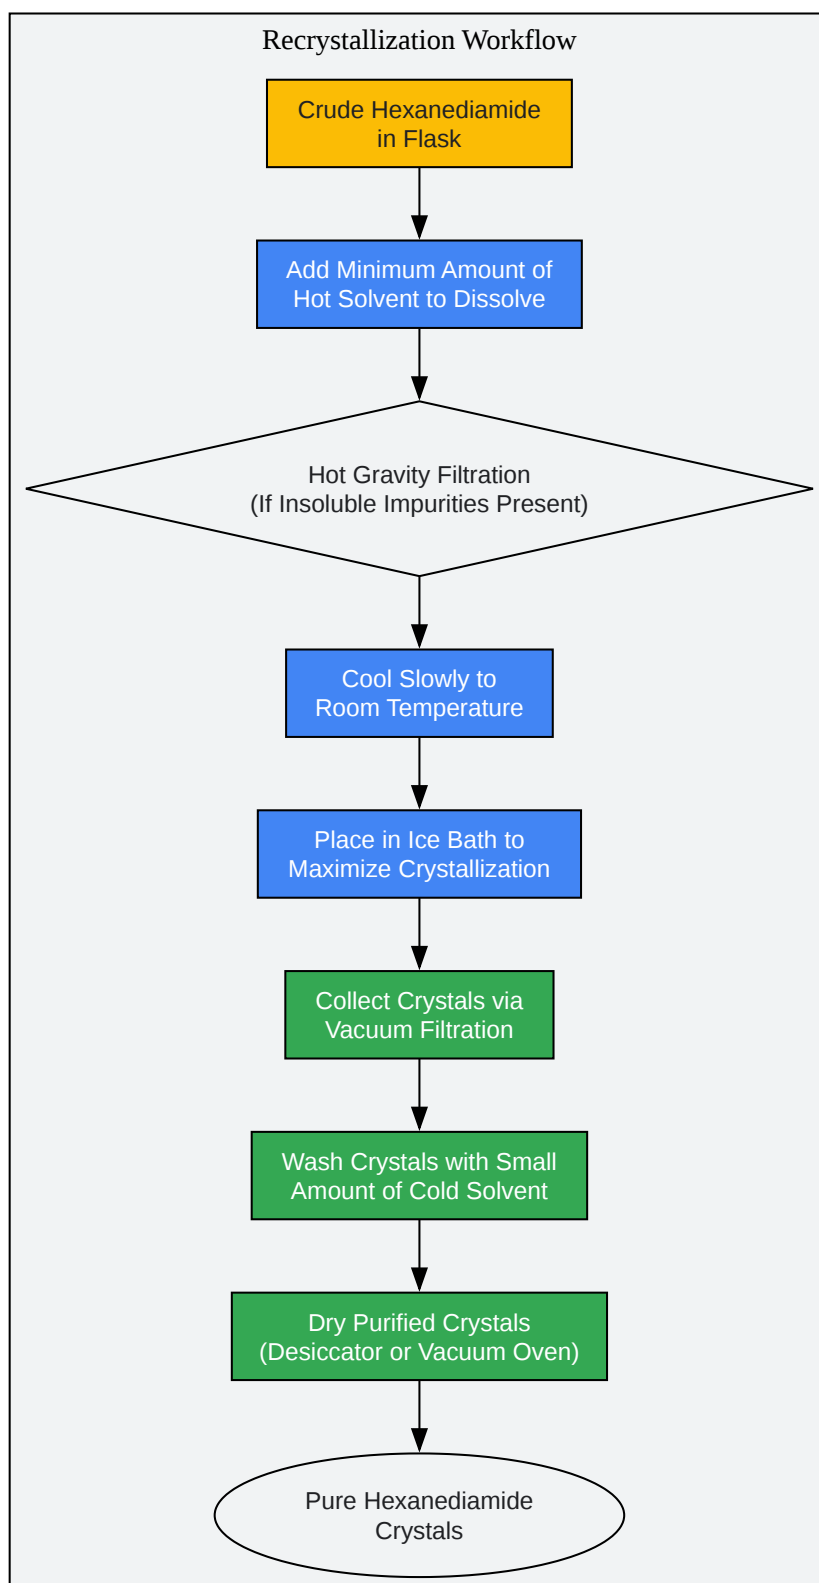 Recrystallization Workflow
Crude Hexanediamide
in Flask
Add Minimum Amount of
Hot Solvent to Dissolve
Hot Gravity Filtration
(If Insoluble Impurities Present)
Cool Slowly to
Room Temperature
Place in Ice Bath to
Maximize Crystallization
Collect Crystals via
Vacuum Filtration
Wash Crystals with Small
Amount of Cold Solvent
Dry Purified Crystals
(Desiccator or Vacuum Oven)
Pure Hexanediamide
Crystals